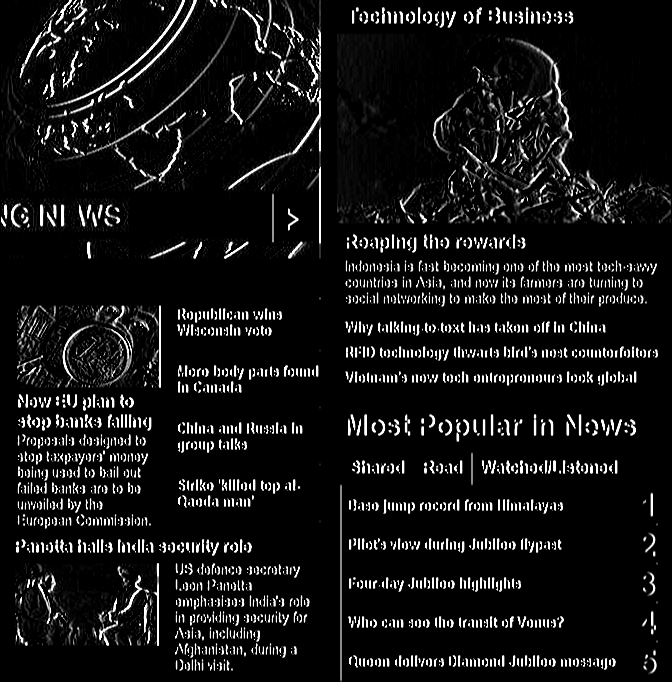 NG NEWS
>
New EU plan to
stop banks failing
Proposals designed to
stop taxpayers' money
being used to bail out
failed banks are to be
unveiled by the
European Commission.
Republican wins
Wisconsin vote
More body parts found
in Canada
China and Russia in
group talks
Strike 'killed top al-
Qaeda man'
Panetta hails India security role
US defence secretary
Leon Panetta
emphasises India's role
in providing security for
Asia, including
Afghanistan, during a
Delhi visit.
Technology of Business
Reaping the rewards
Indonesia is fast becoming one of the most tech-savvy
countries in Asia, and now its farmers are turning to
social networking to make the most of their produce.
Why talking-to-text has taken off in China
RFID technology thwarts bird's nest counterfeiters
Vietnam's new tech entrepreneurs look global
Most Popular in News
Shared Read Watched/Listened
Base jump record from Himalayas 1
Pilot's view during Jubilee flypast 2
Four-day Jubilee highlights 3
Who can see the transit of Venus? 4
Queen delivers Diamond Jubilee message 5